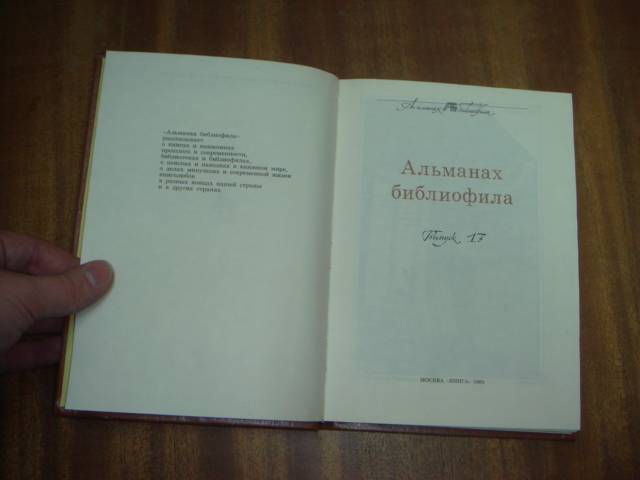 «Альманах библиофила»
рассказывает
о книгах и книжниках
прошлого и современности,
библиотеках и библиофилах,
о поисках и находках в книжном мире,
о делах минувших и современной жизни
книголюбов
в разных концах нашей страны
и в других странах
Альманах библиофила
Альманах
библиофила
Выпуск 17
МОСКВА «КНИГА» 1985